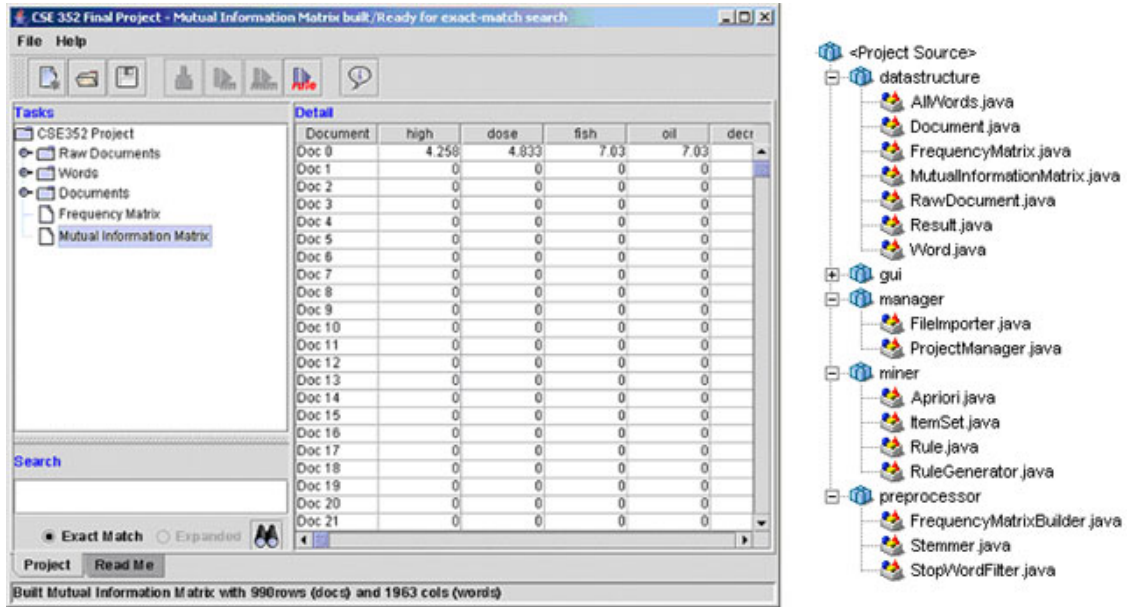 CSE 352 Final Project - Mutual Information Matrix built/Ready for exact-match search
File Help
rule
Tasks
CSE352 Project
Raw Documents
Words
Documents
Frequency Matrix
Mutual Information Matrix
Search
Exact Match Expanded
Detail
Document high dose fish oil decr
Doc 0 4.258 4.833 7.03 7.03
Doc 1 0 0 0 0
Doc 2 0 0 0 0
Doc 3 0 0 0 0
Doc 4 0 0 0 0
Doc 5 0 0 0 0
Doc 6 0 0 0 0
Doc 7 0 0 0 0
Doc 8 0 0 0 0
Doc 9 0 0 0 0
Doc 10 0 0 0 0
Doc 11 0 0 0 0
Doc 12 0 0 0 0
Doc 13 0 0 0 0
Doc 14 0 0 0 0
Doc 15 0 0 0 0
Doc 16 0 0 0 0
Doc 17 0 0 0 0
Doc 18 0 0 0 0
Doc 19 0 0 0 0
Doc 20 0 0 0 0
Doc 21 0 0 0 0
Project Read Me
Built Mutual Information Matrix with 990rows (docs) and 1963 cols (words)
<Project Source>
datastructure
AllWords.java
Document.java
FrequencyMatrix.java
MutualInformationMatrix.java
RawDocument.java
Result.java
Word.java
gui
manager
FileImporter.java
ProjectManager.java
miner
Apriori.java
ItemSet.java
Rule.java
RuleGenerator.java
preprocessor
FrequencyMatrixBuilder.java
Stemmer.java
StopWordFilter.java